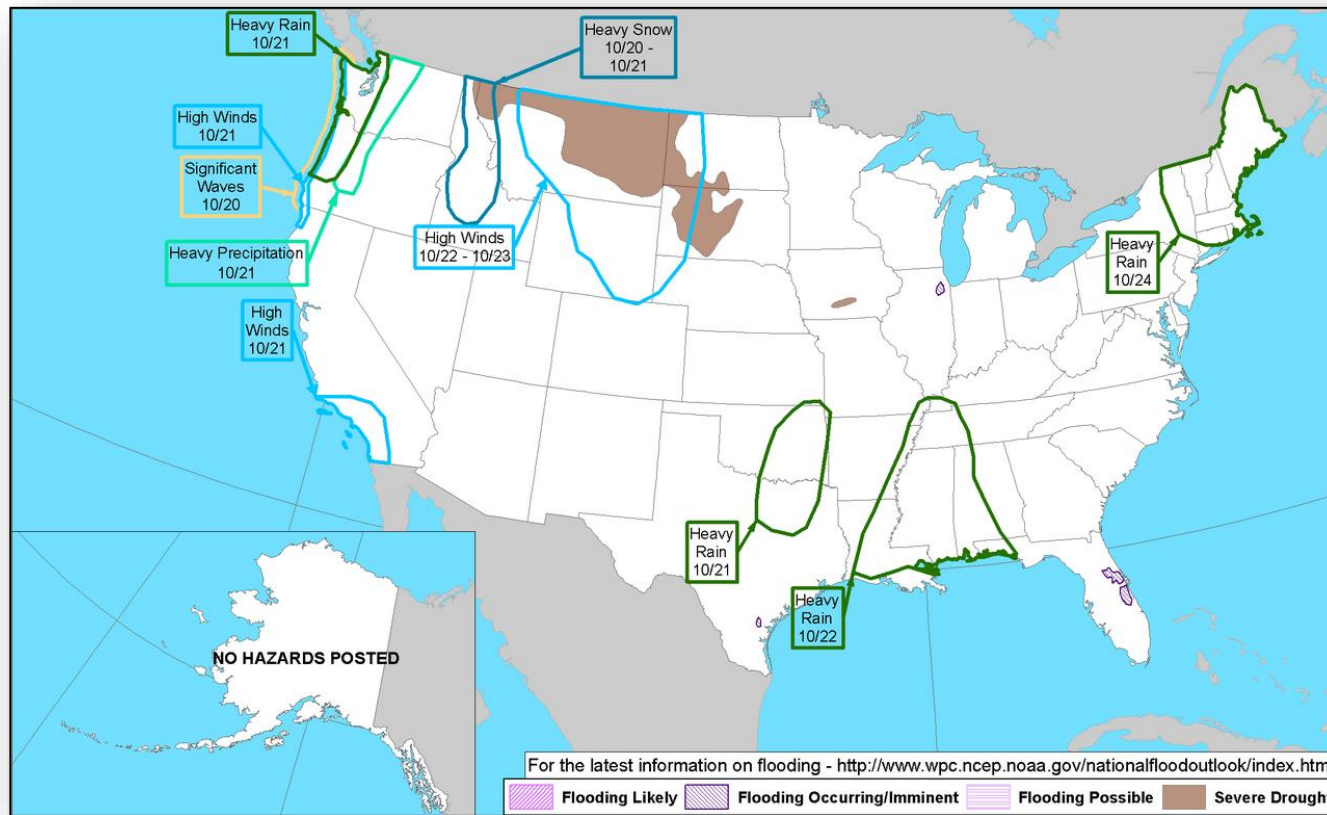 Heavy Rain
10/21
Heavy Snow
10/20 -
10/21
High Winds
10/21
Significant
Waves
10/20
Heavy Precipitation
10/21
High Winds
10/22 - 10/23
High
Winds
10/21
Heavy
Rain
10/24
Heavy
Rain
10/21
Heavy
Rain
10/22
NO HAZARDS POSTED
For the latest information on flooding - http://www.wpc.ncep.noaa.gov/nationalfloodoutlook/index.htm
Flooding Likely Flooding Occurring/Imminent Flooding Possible Severe Drought